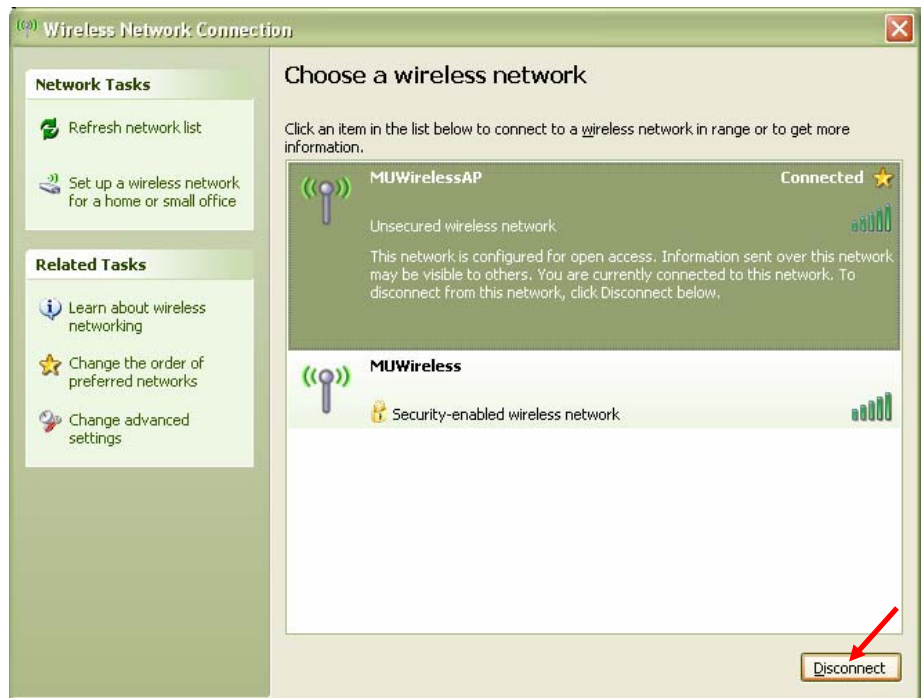 Wireless Network Connection
Network Tasks
Refresh network list
Set up a wireless network
for a home or small office
Related Tasks
Learn about wireless
networking
Change the order of
preferred networks
Change advanced
settings
Choose a wireless network
Click an item in the list below to connect to a wireless network in range or to get more
information.
MUWirelessAP Connected
Unsecured wireless network
This network is configured for open access. Information sent over this network
may be visible to others. You are currently connected to this network. To
disconnect from this network, click Disconnect below.
MUWireless
Security-enabled wireless network
Disconnect